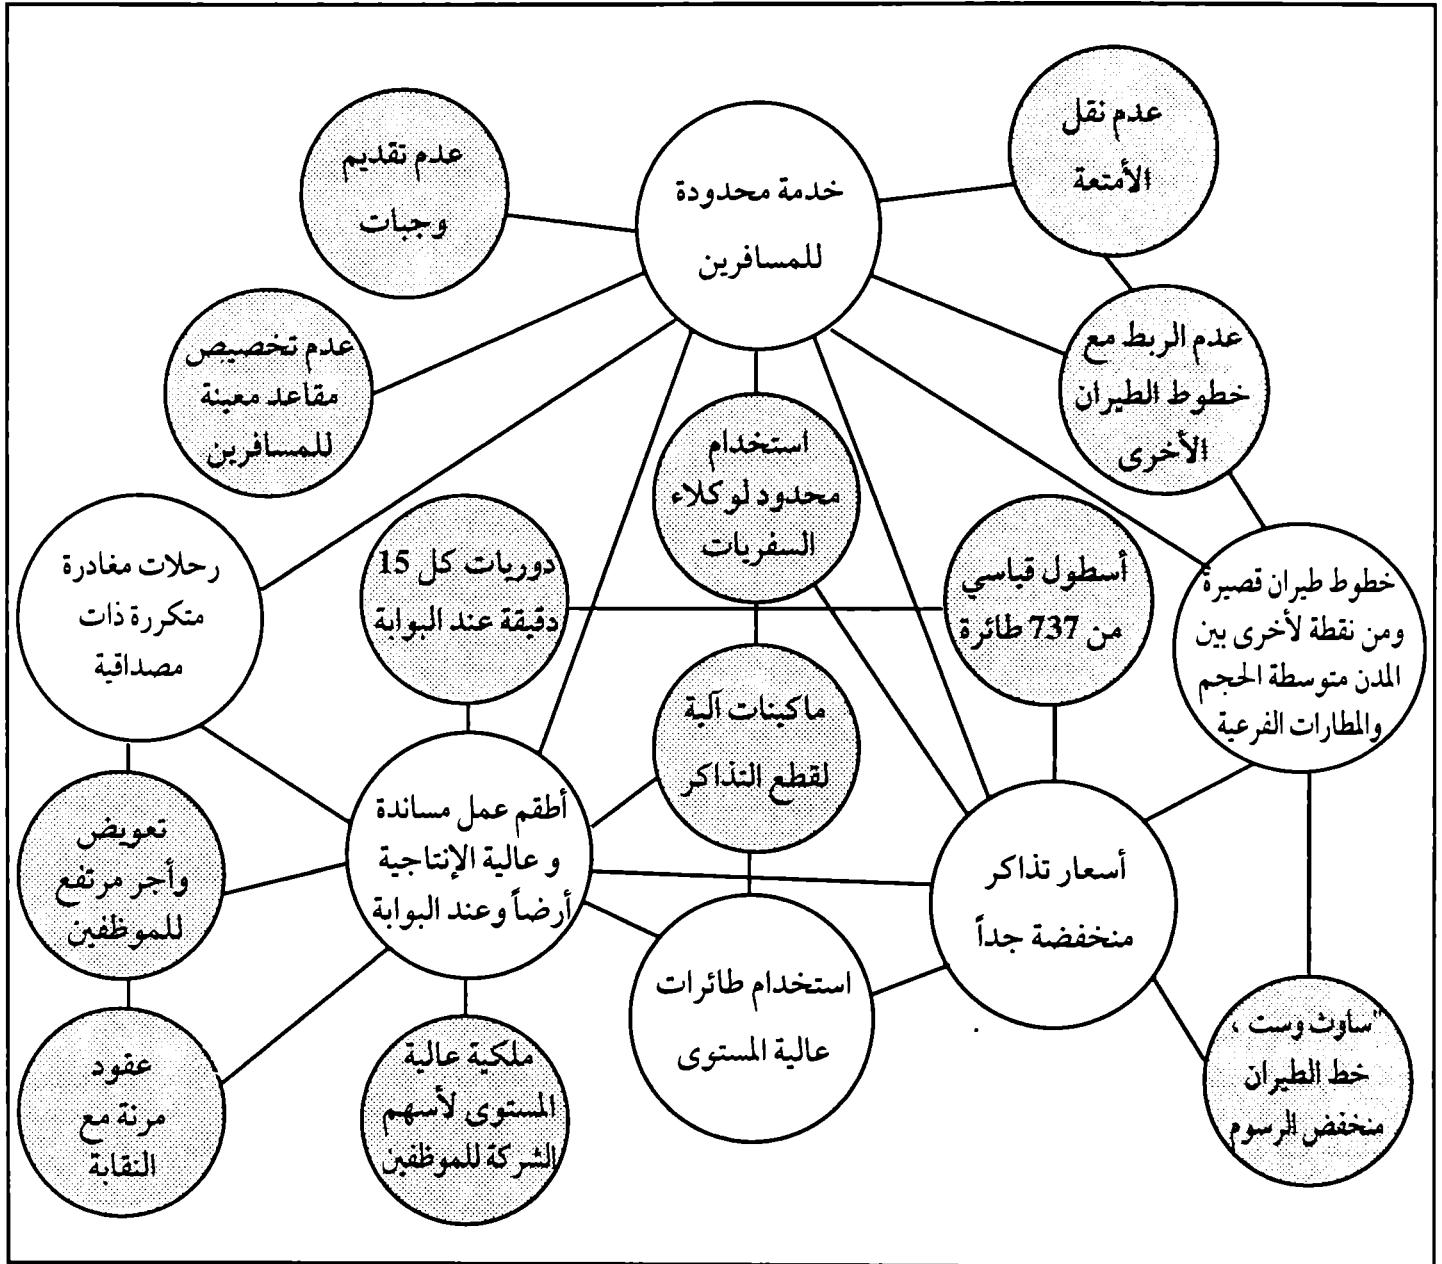 عدم نقل
الأمتعة
خدمة محدودة
للمسافرين
عدم تقديم
وجبات
عدم الربط مع
خطوط الطيران
الأخرى
عدم تخصيص
مقاعد معينة
للمسافرين
استخدام
محدود لوكلاء
السفريات
خطوط طيران قصيرة
ومن نقطة لأخرى بين
المدن متوسطة الحجم
والمطارات الفرعية
أسطول قياسي
من 737 طائرة
دوريات كل 15
دقيقة عند البوابة
رحلات مغادرة
متكررة ذات
مصداقية
ماكينات آلية
لقطع التذاكر
أسعار تذاكر
منخفضة جداً
أطقم عمل مساندة
و عالية الإنتاجية
أرضاً وعند البوابة
تعويض
وأجر مرتفع
للموظفين
استخدام طائرات
عالية المستوى
"ساوث وست ،
خط الطيران
منخفض الرسوم
ملكية عالية
المستوى لأسهم
الشركة للموظفين
عقود
مرنة مع
النقابة